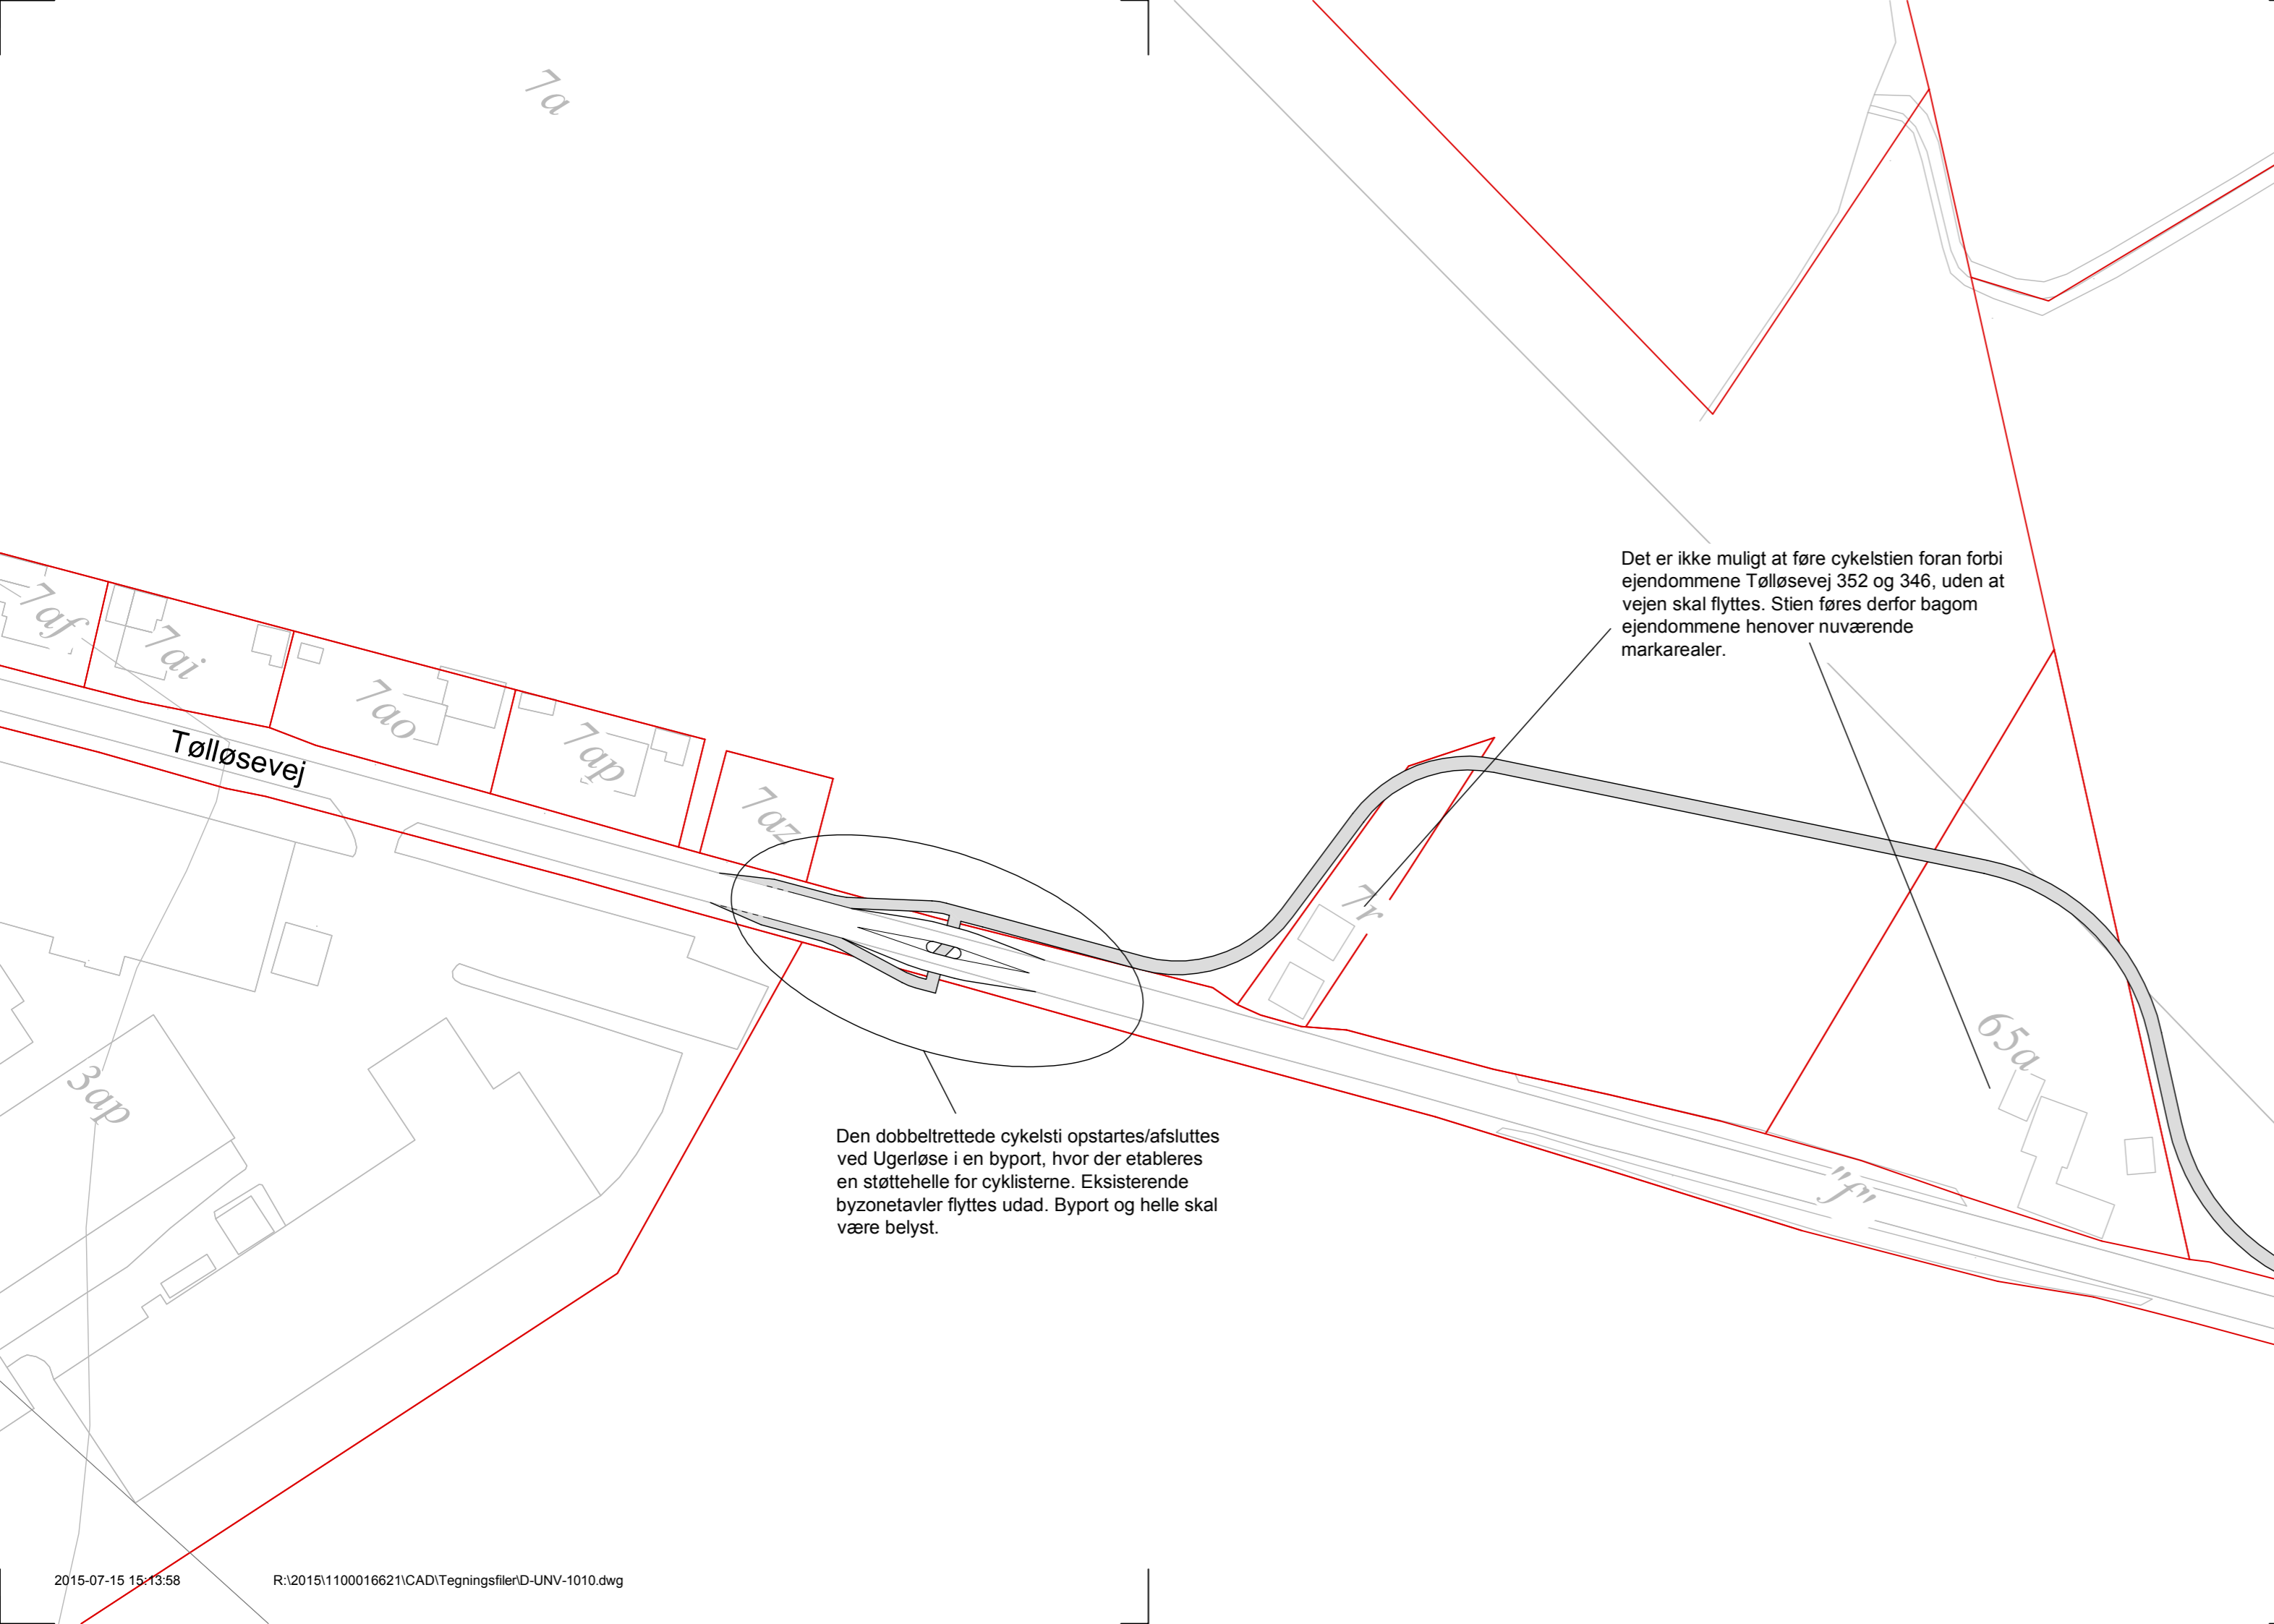 7a
Det er ikke muligt at føre cykelstien foran forbi
ejendommene Tølløsevej 352 og 346, uden at
vejen skal flyttes. Stien føres derfor bagom
ejendommene henover nuværende
markarealer.
7af
7ai
7ao
7ap
7az
Tølløsevej
7r
65a
3ap
"f"
Den dobbeltrettede cykelsti opstartes/afsluttes
ved Ugerløse i en byport, hvor der etableres
en støttehelle for cyklisterne. Eksisterende
byzonetavler flyttes udad. Byport og helle skal
være belyst.
2015-07-15 15:13:58
R:\2015\1100016621\CAD\Tegningsfiler\D-UNV-1010.dwg